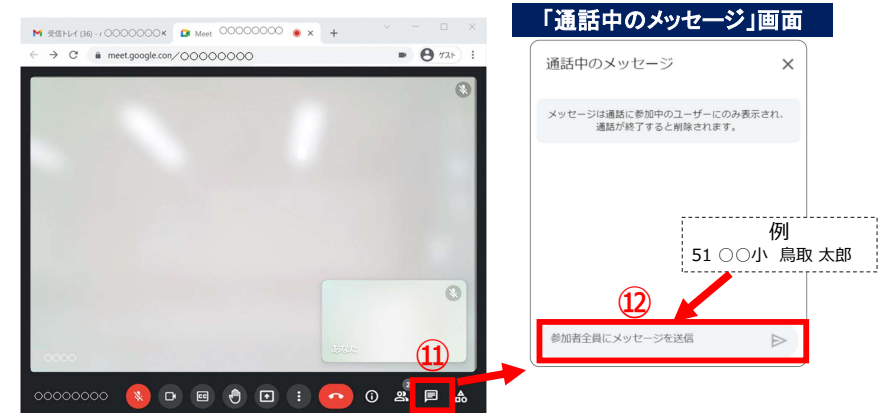 「通話中のメッセージ」画面
受信トレイ (36) - r○○○○○○○K
Meet ○○○○○○○○
meet.google.con/○○○○○○○○
ゲスト
通話中のメッセージ
メッセージは通話に参加中のユーザーにのみ表示され、
通話が終了すると削除されます。
例
51 ○○小 鳥取 太郎
⑫
参加者全員にメッセージを送信
あなた
○○○○
⑪
○○○○○○○○
CC
2